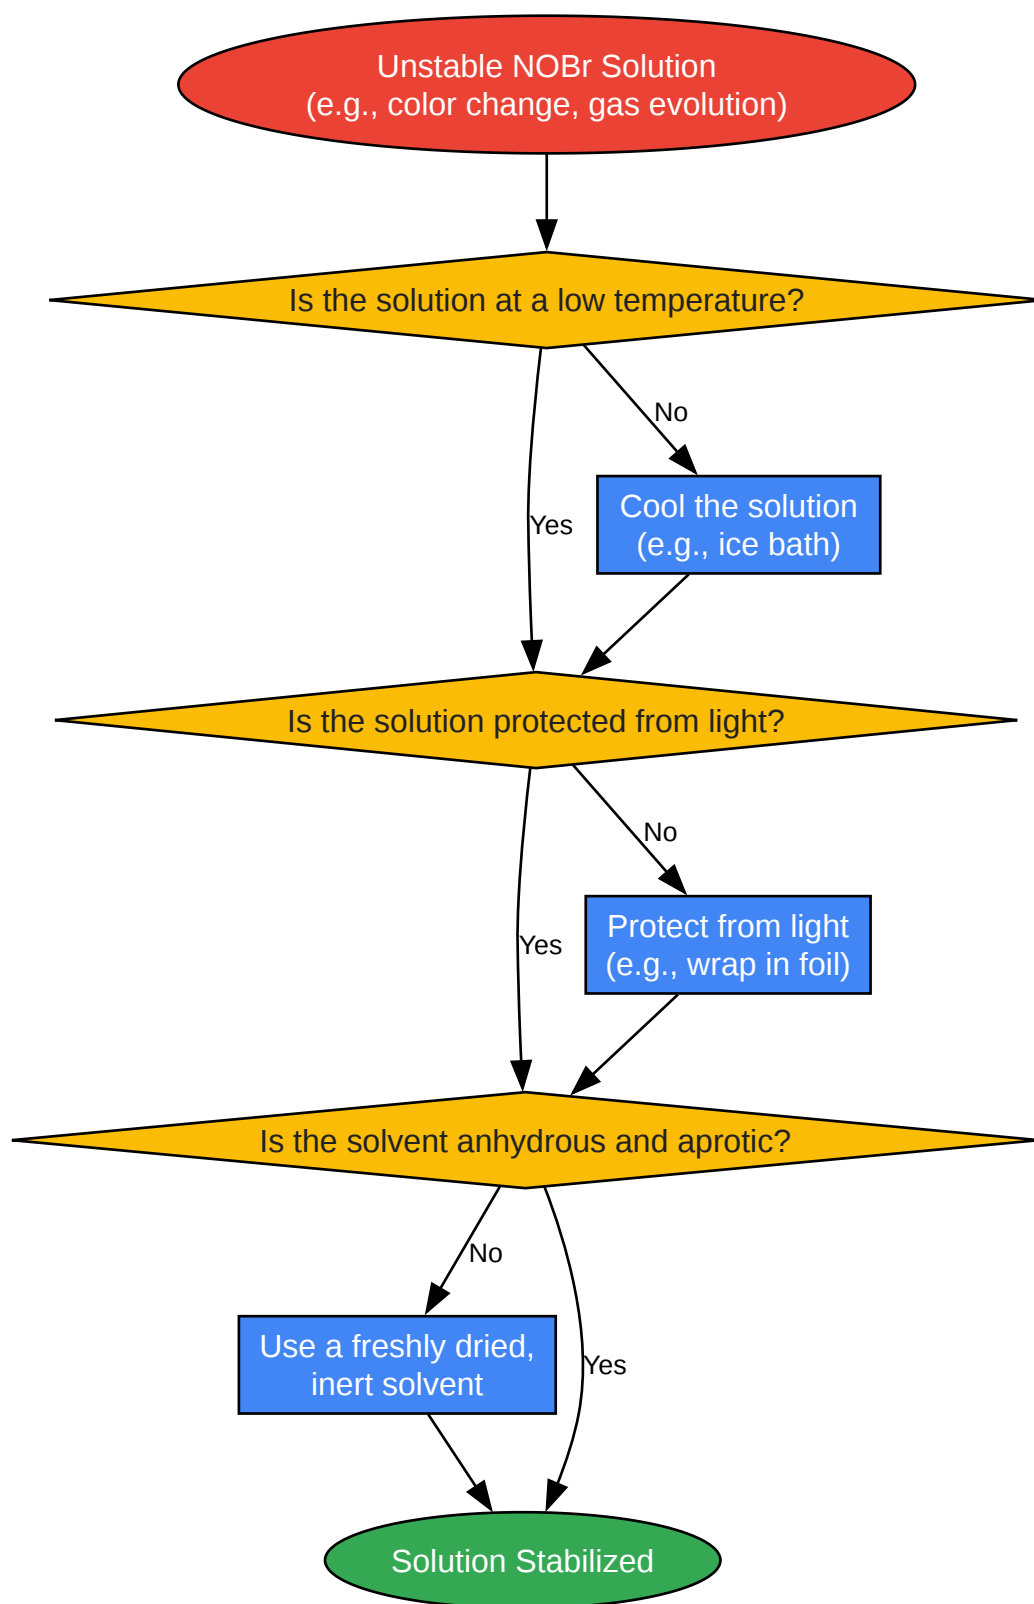 Unstable NOBr Solution
(e.g., color change, gas evolution)
Is the solution at a low temperature?
No
Cool the solution
(e.g., ice bath)
Yes
Is the solution protected from light?
No
Protect from light
(e.g., wrap in foil)
Yes
Is the solvent anhydrous and aprotic?
No
Use a freshly dried,
inert solvent
Yes
Solution Stabilized